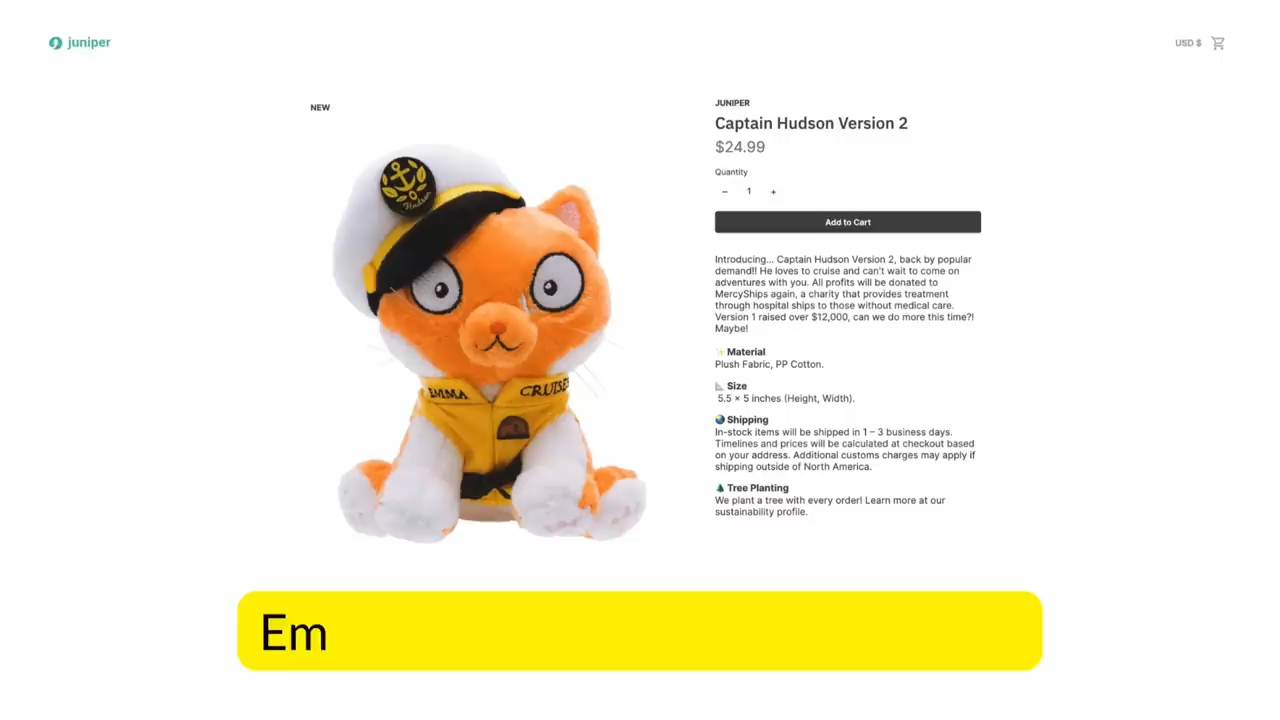 juniper
USD $
NEW
Hudson
EMMA
CRUISES
JUNIPER
Captain Hudson Version 2
$24.99
Quantity
− 1 +
Add to Cart
Introducing... Captain Hudson Version 2, back by popular
demand!! He loves to cruise and can't wait to come on
adventures with you. All profits will be donated to
MercyShips again, a charity that provides treatment
through hospital ships to those without medical care.
Version 1 raised over $12,000, can we do more this time?!
Maybe!
✨ Material
Plush Fabric, PP Cotton.
📐 Size
5.5 × 5 inches (Height, Width).
🌏 Shipping
In-stock items will be shipped in 1 – 3 business days.
Timelines and prices will be calculated at checkout based
on your address. Additional customs charges may apply if
shipping outside of North America.
🌲 Tree Planting
We plant a tree with every order! Learn more at our
sustainability profile.
Em